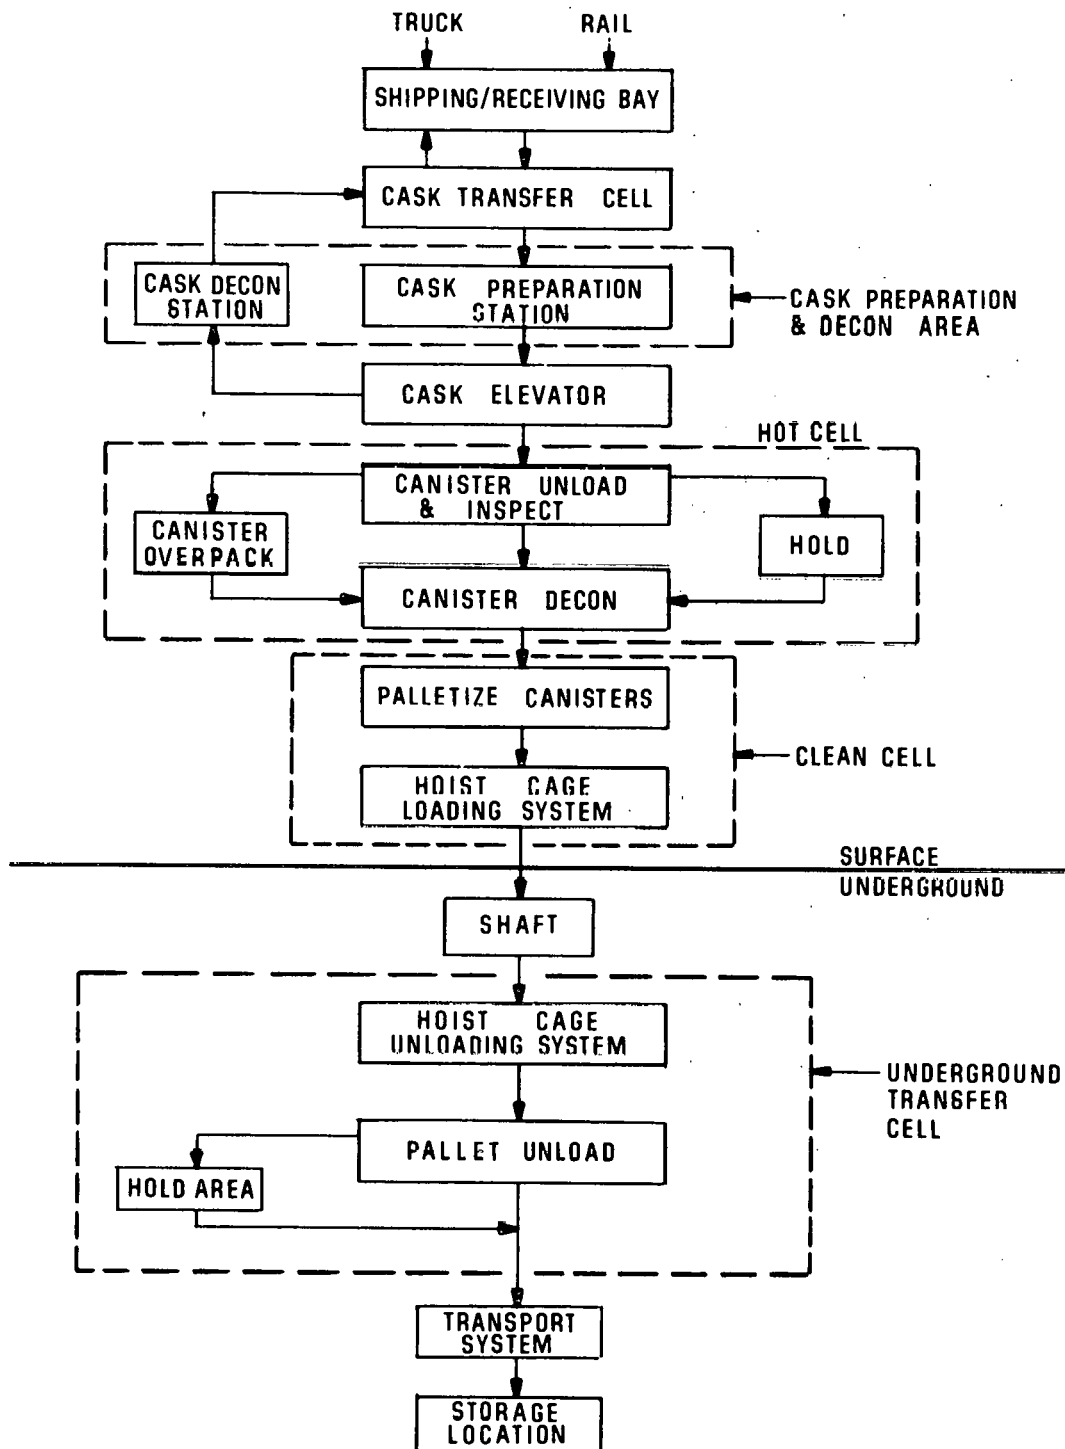 TRUCK RAIL
SHIPPING/RECEIVING BAY
CASK TRANSFER CELL
CASK DECON
STATION
CASK PREPARATION
STATION
CASK PREPARATION
& DECON AREA
CASK ELEVATOR
HOT CELL
CANISTER UNLOAD
& INSPECT
CANISTER
OVERPACK
HOLD
CANISTER DECON
PALLETIZE CANISTERS
CLEAN CELL
HOIST CAGE
LOADING SYSTEM
SURFACE
UNDERGROUND
SHAFT
HOIST CAGE
UNLOADING SYSTEM
UNDERGROUND
TRANSFER
CELL
PALLET UNLOAD
HOLD AREA
TRANSPORT
SYSTEM
STORAGE
LOCATION